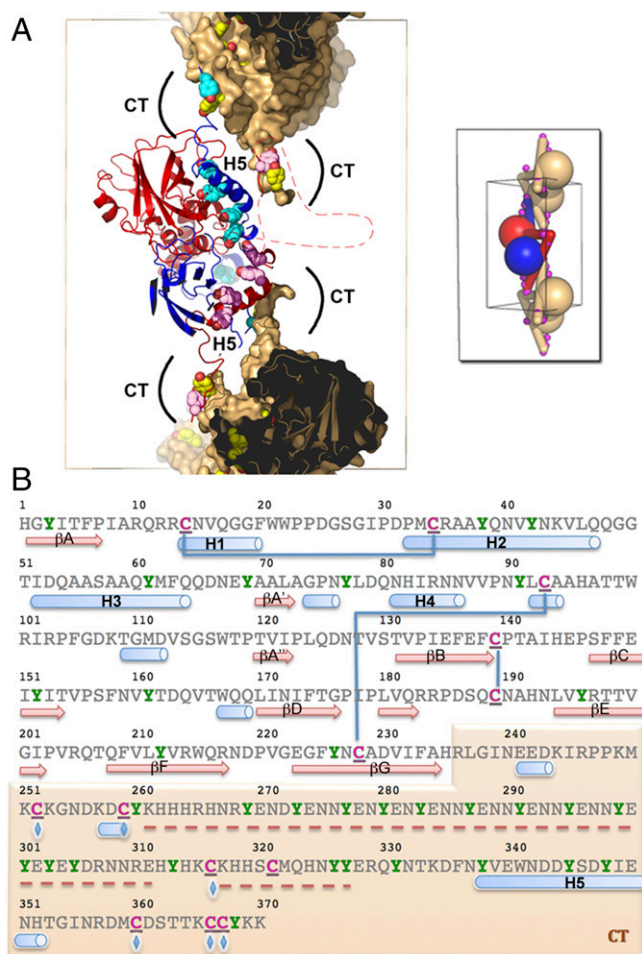 A
CT
H5
CT
CT
H5
CT
B
1 10 20 30 40
HGYITFPIARQRRCNVQGGFWWPPDGSGIPDPMCRAAYQNVYNKVLQQGG
βA H1 H2
51 60 70 80 90
TIDQAASAAQYMFQQDNEYAALAGPNYLDQNHIRNNVVPNYLCAAHATTW
H3 βA' H4
101 110 120 130 140
RIRPFGDKTGMDVSGSWTPTVIPLQDNTVSTVPIEFEFCPTAIHEPSFFE
βA''' βB βC
151 160 170 180 190
IYITVPSFNVYTDQVTWQQLINIFTGPIPLVQRRPDSQCNAHNLVYRTTV
βD βE
201 210 220 230 240
GIPVRQTQFVLYVRWQRNDPVGEGFYNCADVIFAHRLGINEEDKIRPPKM
βF βG
251 260 270 280 290
301 310 320 330 340
YEYEYDRNNREHYHKCKHHSCMQHNYYERQYNTKDFNYVEWNDDYSDYIE
H5
351 360 370
NHTGINRDMCDSTTKCCYKK
CT